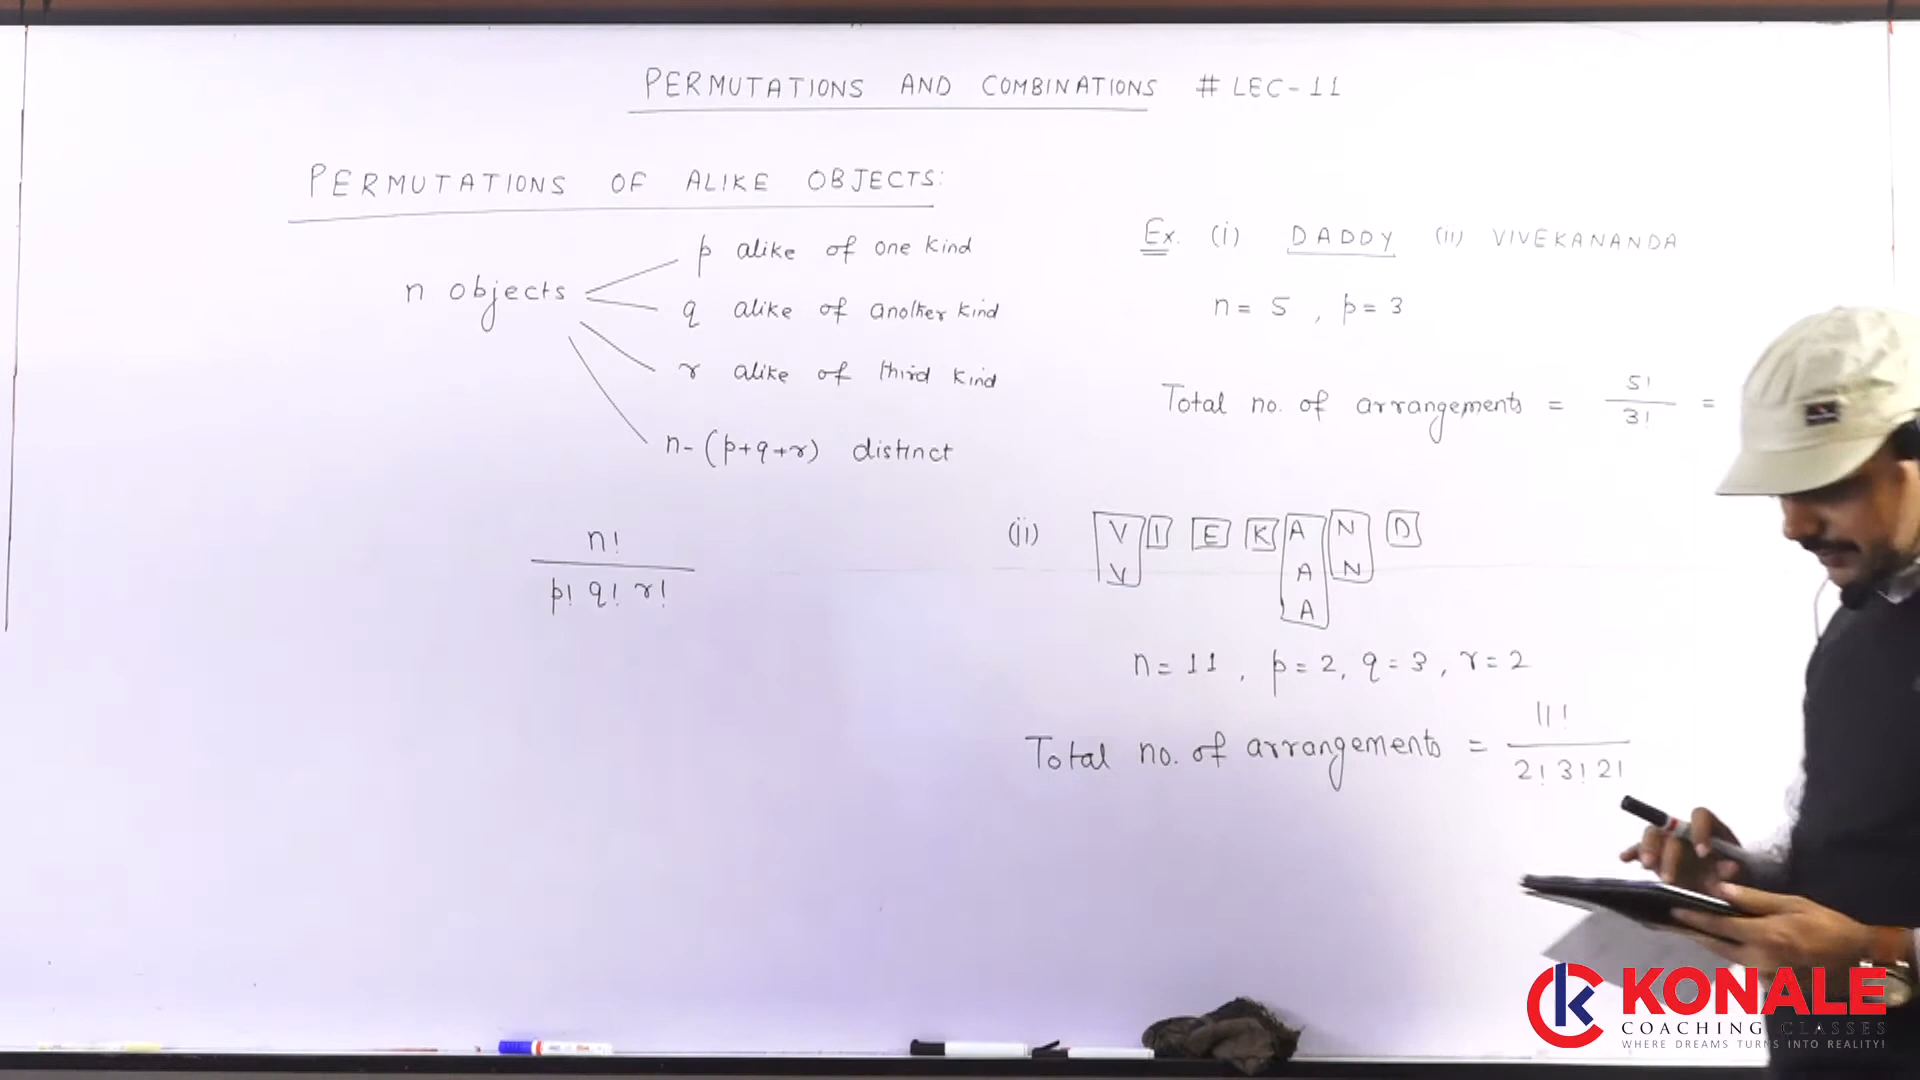 PERMUTATIONS AND COMBINATIONS # LEC-11
PERMUTATIONS OF ALIKE OBJECTS:
n objects
p alike of one kind
q alike of another kind
r alike of third kind
n-(p+q+r) distinct
n!
p! q! r!
Ex. (i) DADDY (ii) VIVEKANANDA
n = 5 , p = 3
Total no. of arrangements = 5!/3! =
(ii) V I E K A N D
V A N
A
n = 11 , p = 2, q = 3, r = 2
Total no. of arrangements = 11!/2! 3! 2!
KONALE
COACHING CLASSES
WHERE DREAMS TURNS INTO REALITY!